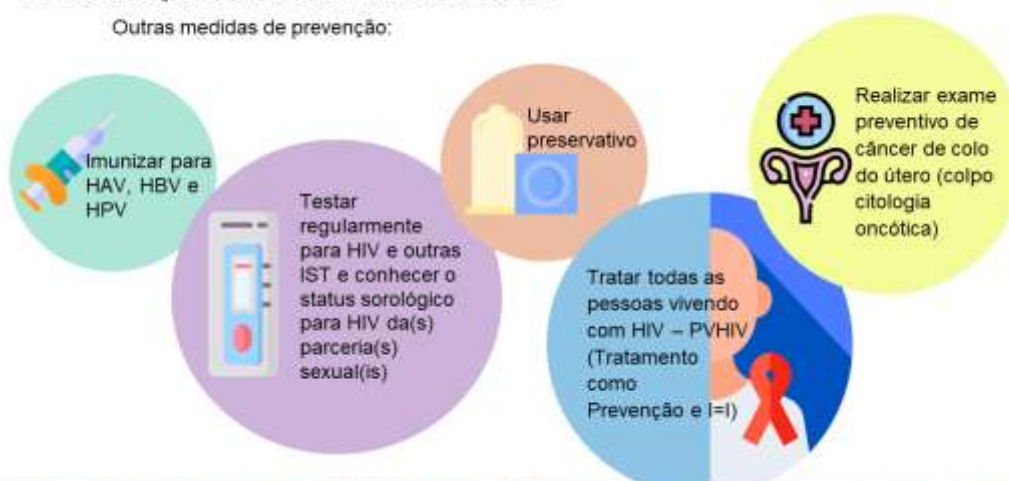 Outras medidas de prevenção:
Imunizar para
HAV, HBV e
HPV
Testar
regularmente
para HIV e outras
IST e conhecer o
status sorológico
para HIV da(s)
parceria(s)
sexual(is)
Usar
preservativo
Tratar todas as
pessoas vivendo
com HIV – PVHIV
(Tratamento
como
Prevenção e I=I)
Realizar exame
preventivo de
câncer de colo
do útero (colpo
citologia
oncótica)